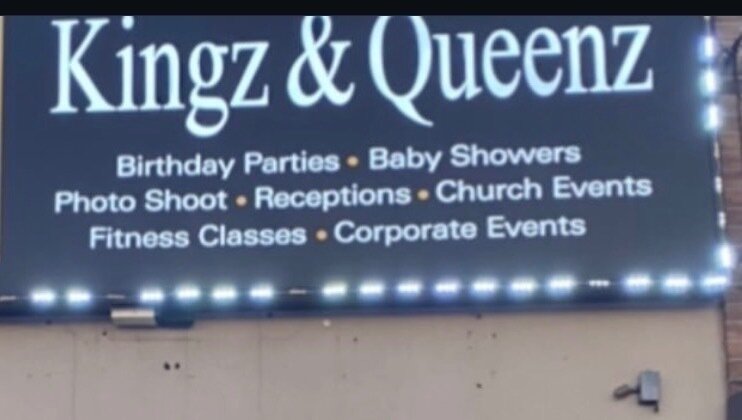 Kingz & Queenz
Birthday Parties • Baby Showers
Photo Shoot • Receptions • Church Events
Fitness Classes • Corporate Events